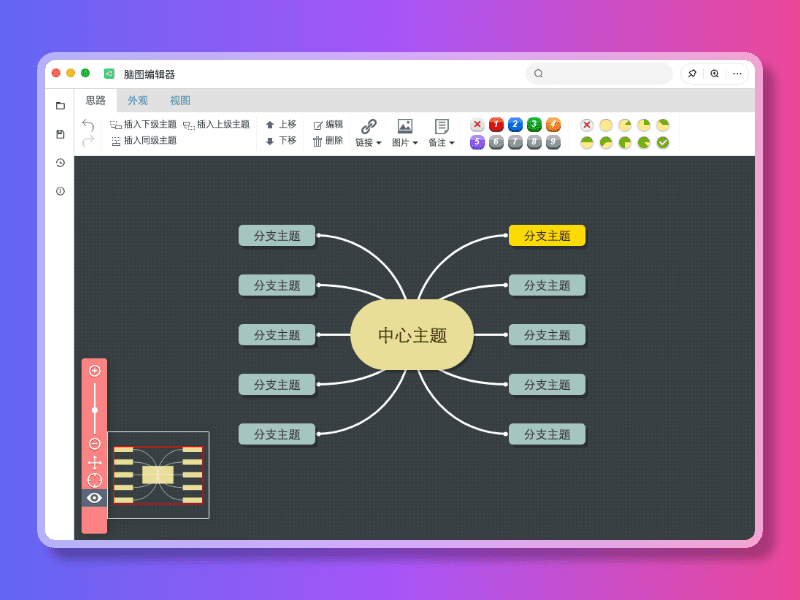 脑图编辑器
思路 外观 视图
插入下级主题 插入上级主题 上移 编辑
插入同级主题 下移 删除
链接 图片 备注
1 2 3 4
5 6 7 8 9
分支主题 分支主题
分支主题 分支主题
分支主题 中心主题 分支主题
分支主题 分支主题
分支主题 分支主题